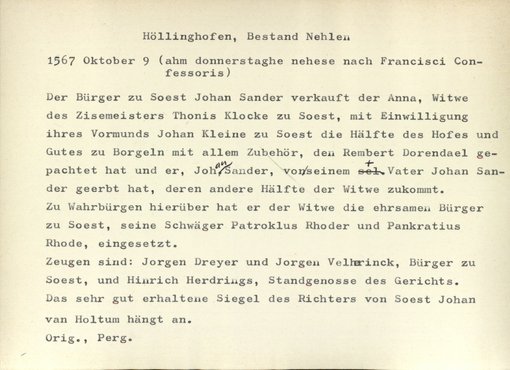 Höllinghofen, Bestand Nehlen
1567 Oktober 9 (ahm donnerstaghe nehese nach Francisci Con-
fessoris)
Der Bürger zu Soest Johan Sander verkauft der Anna, Witwe
des Zisemeisters Thonis Klocke zu Soest, mit Einwilligung
ihres Vormunds Johan Kleine zu Soest die Hälfte des Hofes und
Gutes zu Borgeln mit allem Zubehör, den Rembert Dorendael ge-
pachtet hat und er, Johan Sander, von seinem + Vater Johan San-
der geerbt hat, deren andere Hälfte der Witwe zukommt.
Zu Wahrbürgen hierüber hat er der Witwe die ehrsamen Bürger
zu Soest, seine Schwäger Patroklus Rhoder und Pankratius
Rhode, eingesetzt.
Zeugen sind: Jorgen Dreyer und Jorgen Velhrinck, Bürger zu
Soest, und Hinrich Herdrings, Standgenosse des Gerichts.
Das sehr gut erhaltene Siegel des Richters von Soest Johan
van Holtum hängt an.
Orig., Perg.